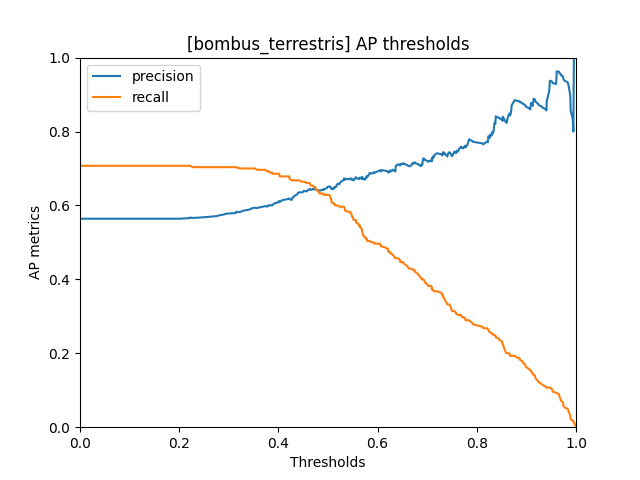 [bombus_terrestris] AP thresholds
precision
recall
AP metrics
1.0
0.8
0.6
0.4
0.2
0.0
0.0 0.2 0.4 0.6 0.8 1.0
Thresholds